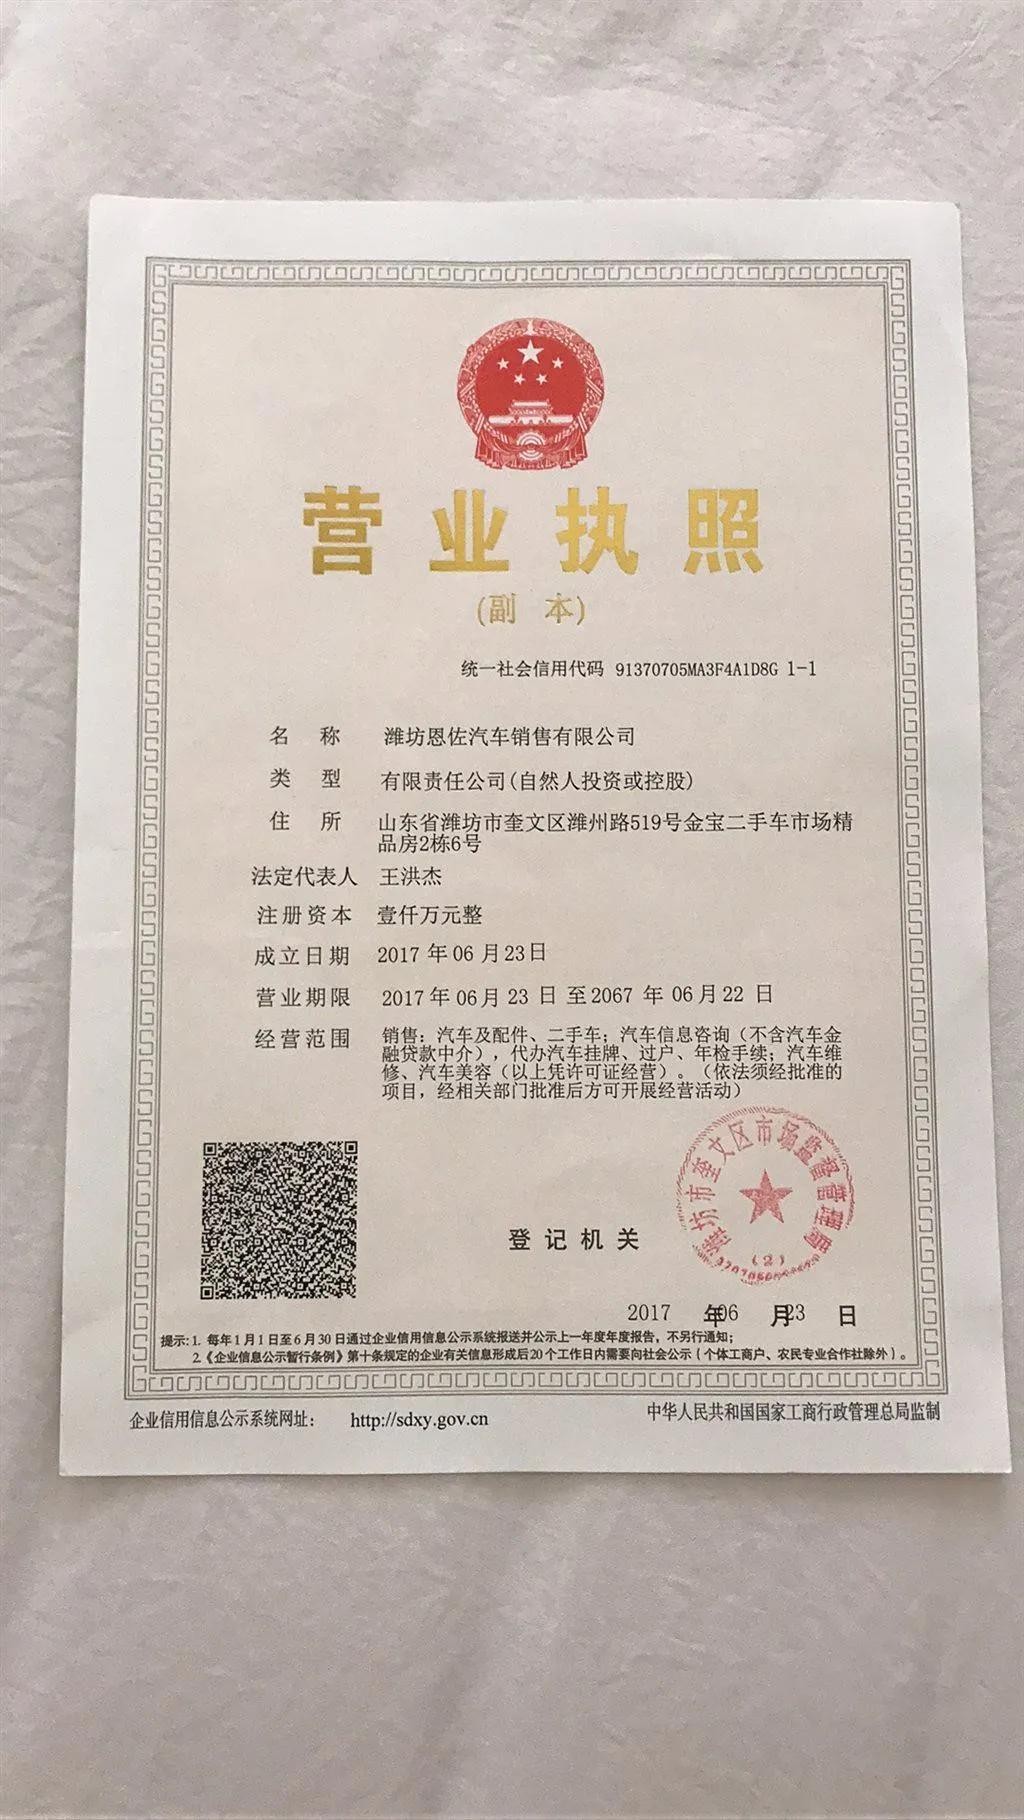 营业执照
(副 本)
统一社会信用代码 91370705MA3F4A1D8G 1-1
名 称 潍坊恩佐汽车销售有限公司
类 型 有限责任公司(自然人投资或控股)
住 所 山东省潍坊市奎文区潍州路519号金宝二手车市场精
品房2栋6号
法定代表人 王洪杰
注册资本 壹仟万元整
成立日期 2017 年 06 月 23 日
营业期限 2017 年 06 月 23 日 至 2067 年 06 月 22 日
经营范围 销售：汽车及配件、二手车；汽车信息咨询（不含汽车金
融贷款中介），代办汽车挂牌、过户、年检手续；汽车维
修、汽车美容（以上凭许可证经营）。（依法须经批准的
项目，经相关部门批准后方可开展经营活动）
潍坊市奎文区市场监督管理局
(2)
登记机关
2017 年 06 月 23 日
提示：1. 每年1月1日至6月30日通过企业信用信息公示系统报送并公示上一年度年度报告，不另行通知；
2.《企业信息公示暂行条例》第十条规定的企业有关信息形成后20个工作日内需要向社会公示（个体工商户、农民专业合作社除外）。
企业信用信息公示系统网址： http://sdxy.gov.cn
中华人民共和国国家工商行政管理总局监制